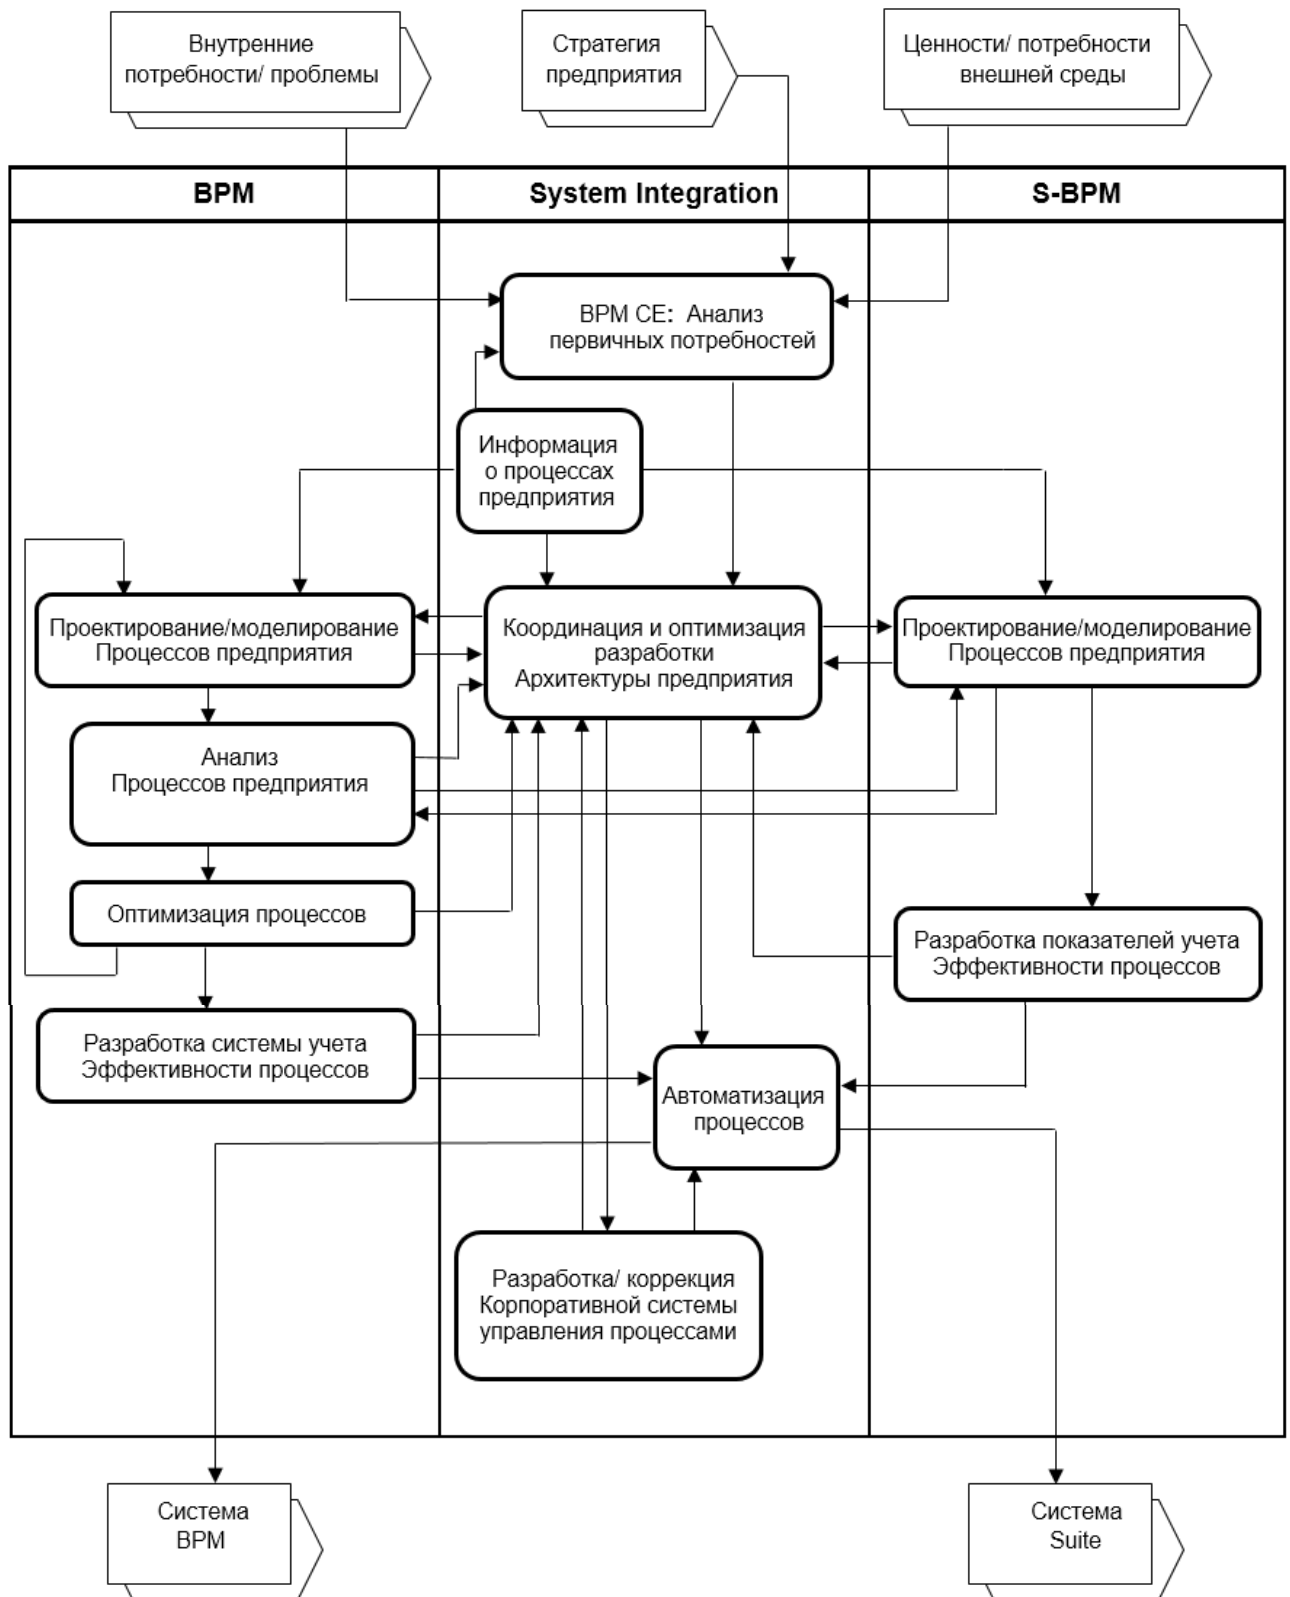 Внутренние
потребности/ проблемы
Стратегия
предприятия
Ценности/ потребности
внешней среды
BPM
System Integration
S-BPM
BPM CE: Анализ
первичных потребностей
Информация
о процессах
предприятия
Проектирование/моделирование
Процессов предприятия
Координация и оптимизация
разработки
Архитектуры предприятия
Проектирование/моделирование
Процессов предприятия
Анализ
Процессов предприятия
Оптимизация процессов
Разработка показателей учета
Эффективности процессов
Разработка системы учета
Эффективности процессов
Автоматизация
процессов
Разработка/ коррекция
Корпоративной системы
управления процессами
Система
BPM
Система
Suite